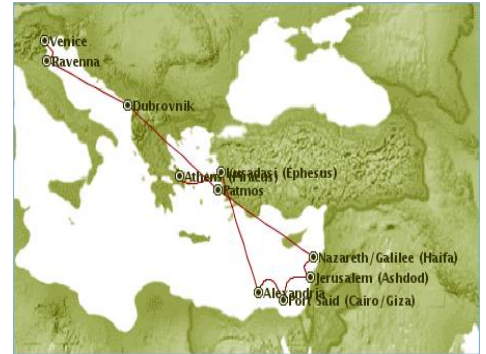 Venice
Ravenna
Dubrovnik
Kusadasi (Ephesus)
Athens (Piraeus)
Patmos
Nazareth/Galilee (Haifa)
Jerusalem (Ashdod)
Alexandria
Port Said (Cairo/Giza)